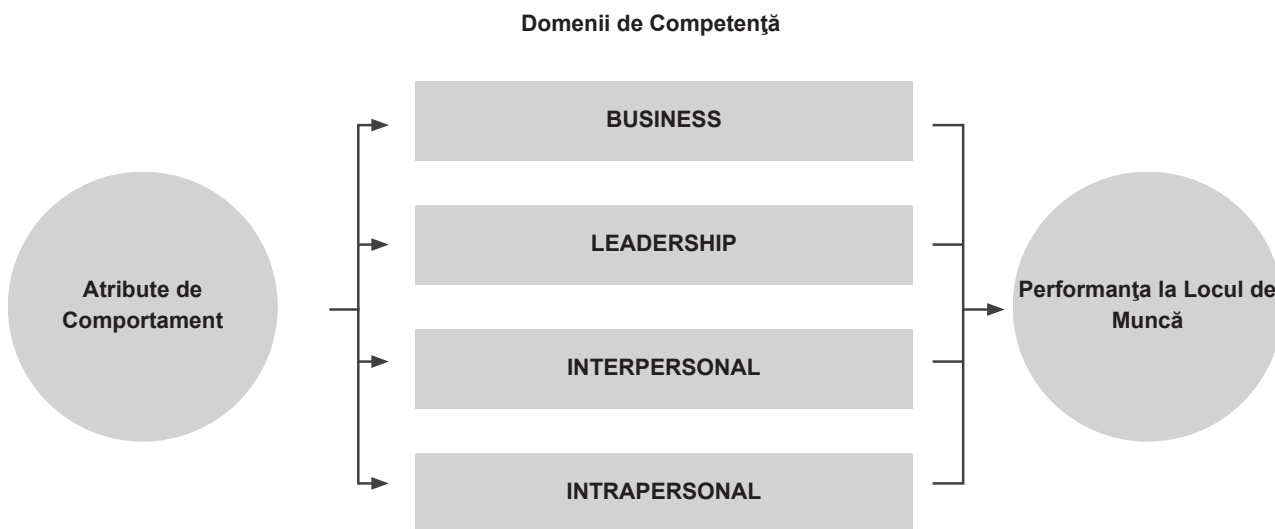 Domenii de Competenţă
BUSINESS
LEADERSHIP
Atribute de
Comportament
Performanţa la Locul de
Muncă
INTERPERSONAL
INTRAPERSONAL